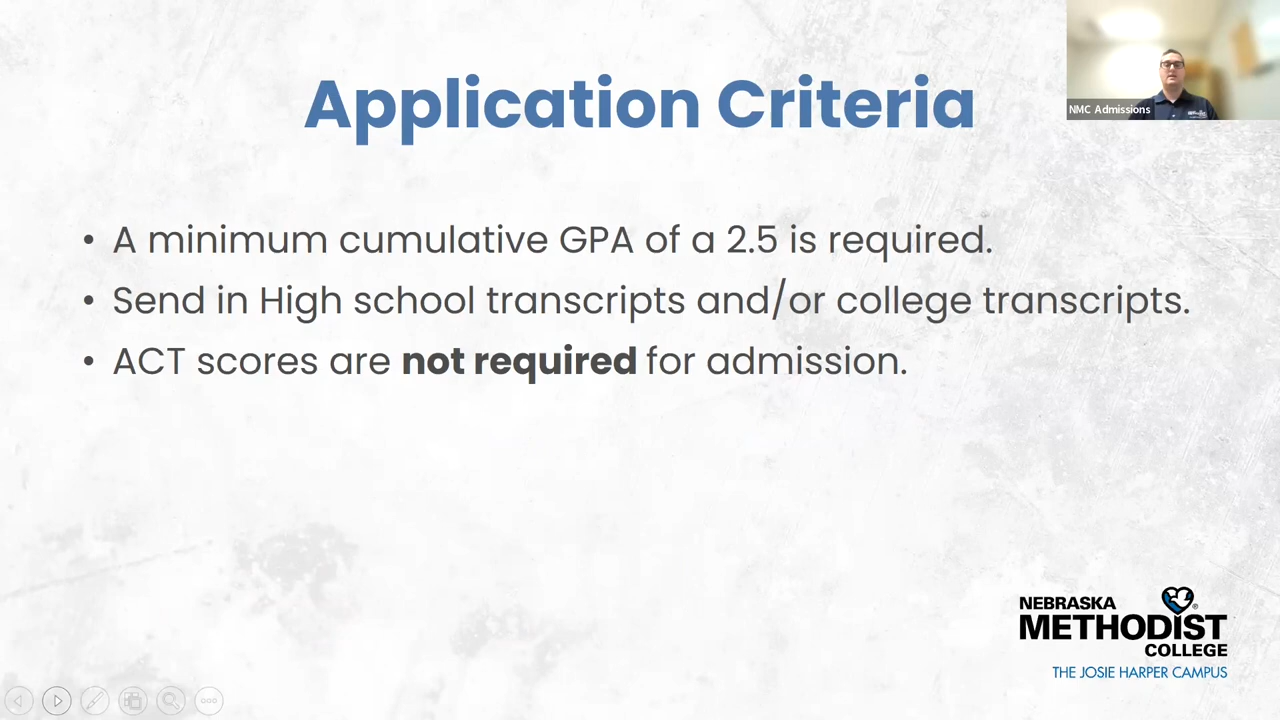 NMC Admissions
Application Criteria
• A minimum cumulative GPA of a 2.5 is required.
• Send in High school transcripts and/or college transcripts.
• ACT scores are not required for admission.
NEBRASKA
METHODIST
COLLEGE
THE JOSIE HARPER CAMPUS